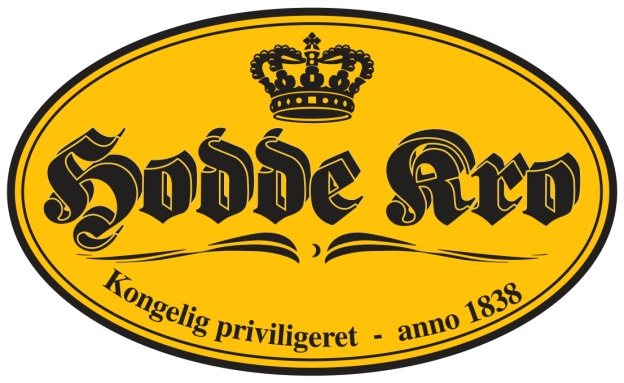 Hodde Kro
Kongelig priviligeret - anno 1838